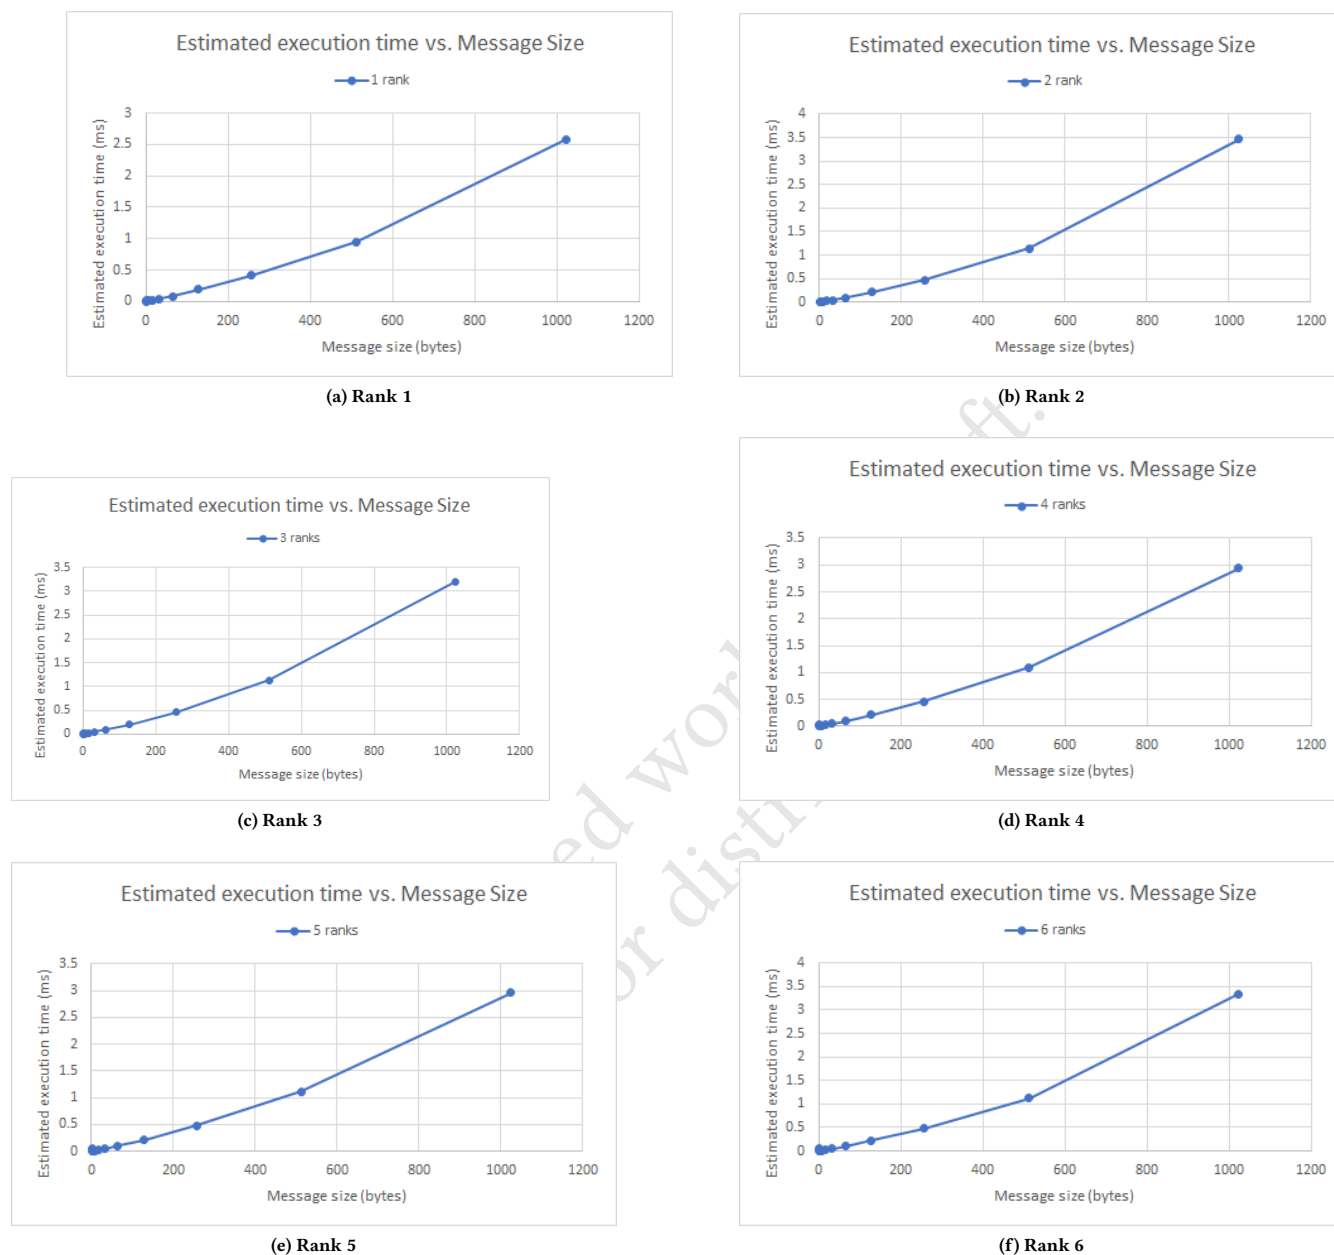 Estimated execution time vs. Message Size
1 rank
Estimated execution time (ms)
3
2.5
2
1.5
1
0.5
0
0 200 400 600 800 1000 1200
Message size (bytes)
(a) Rank 1
Estimated execution time vs. Message Size
2 rank
Estimated execution time (ms)
4
3.5
3
2.5
2
1.5
1
0.5
0
0 200 400 600 800 1000 1200
Message size (bytes)
(b) Rank 2
Estimated execution time vs. Message Size
3 ranks
Estimated execution time (ms)
3.5
3
2.5
2
1.5
1
0.5
0
0 200 400 600 800 1000 1200
Message size (bytes)
(c) Rank 3
Estimated execution time vs. Message Size
4 ranks
Estimated execution time (ms)
3.5
3
2.5
2
1.5
1
0.5
0
0 200 400 600 800 1000 1200
Message size (bytes)
(d) Rank 4
Estimated execution time vs. Message Size
5 ranks
Estimated execution time (ms)
3.5
3
2.5
2
1.5
1
0.5
0
0 200 400 600 800 1000 1200
Message size (bytes)
(e) Rank 5
Estimated execution time vs. Message Size
6 ranks
Estimated execution time (ms)
4
3.5
3
2.5
2
1.5
1
0.5
0
0 200 400 600 800 1000 1200
Message size (bytes)
(f) Rank 6